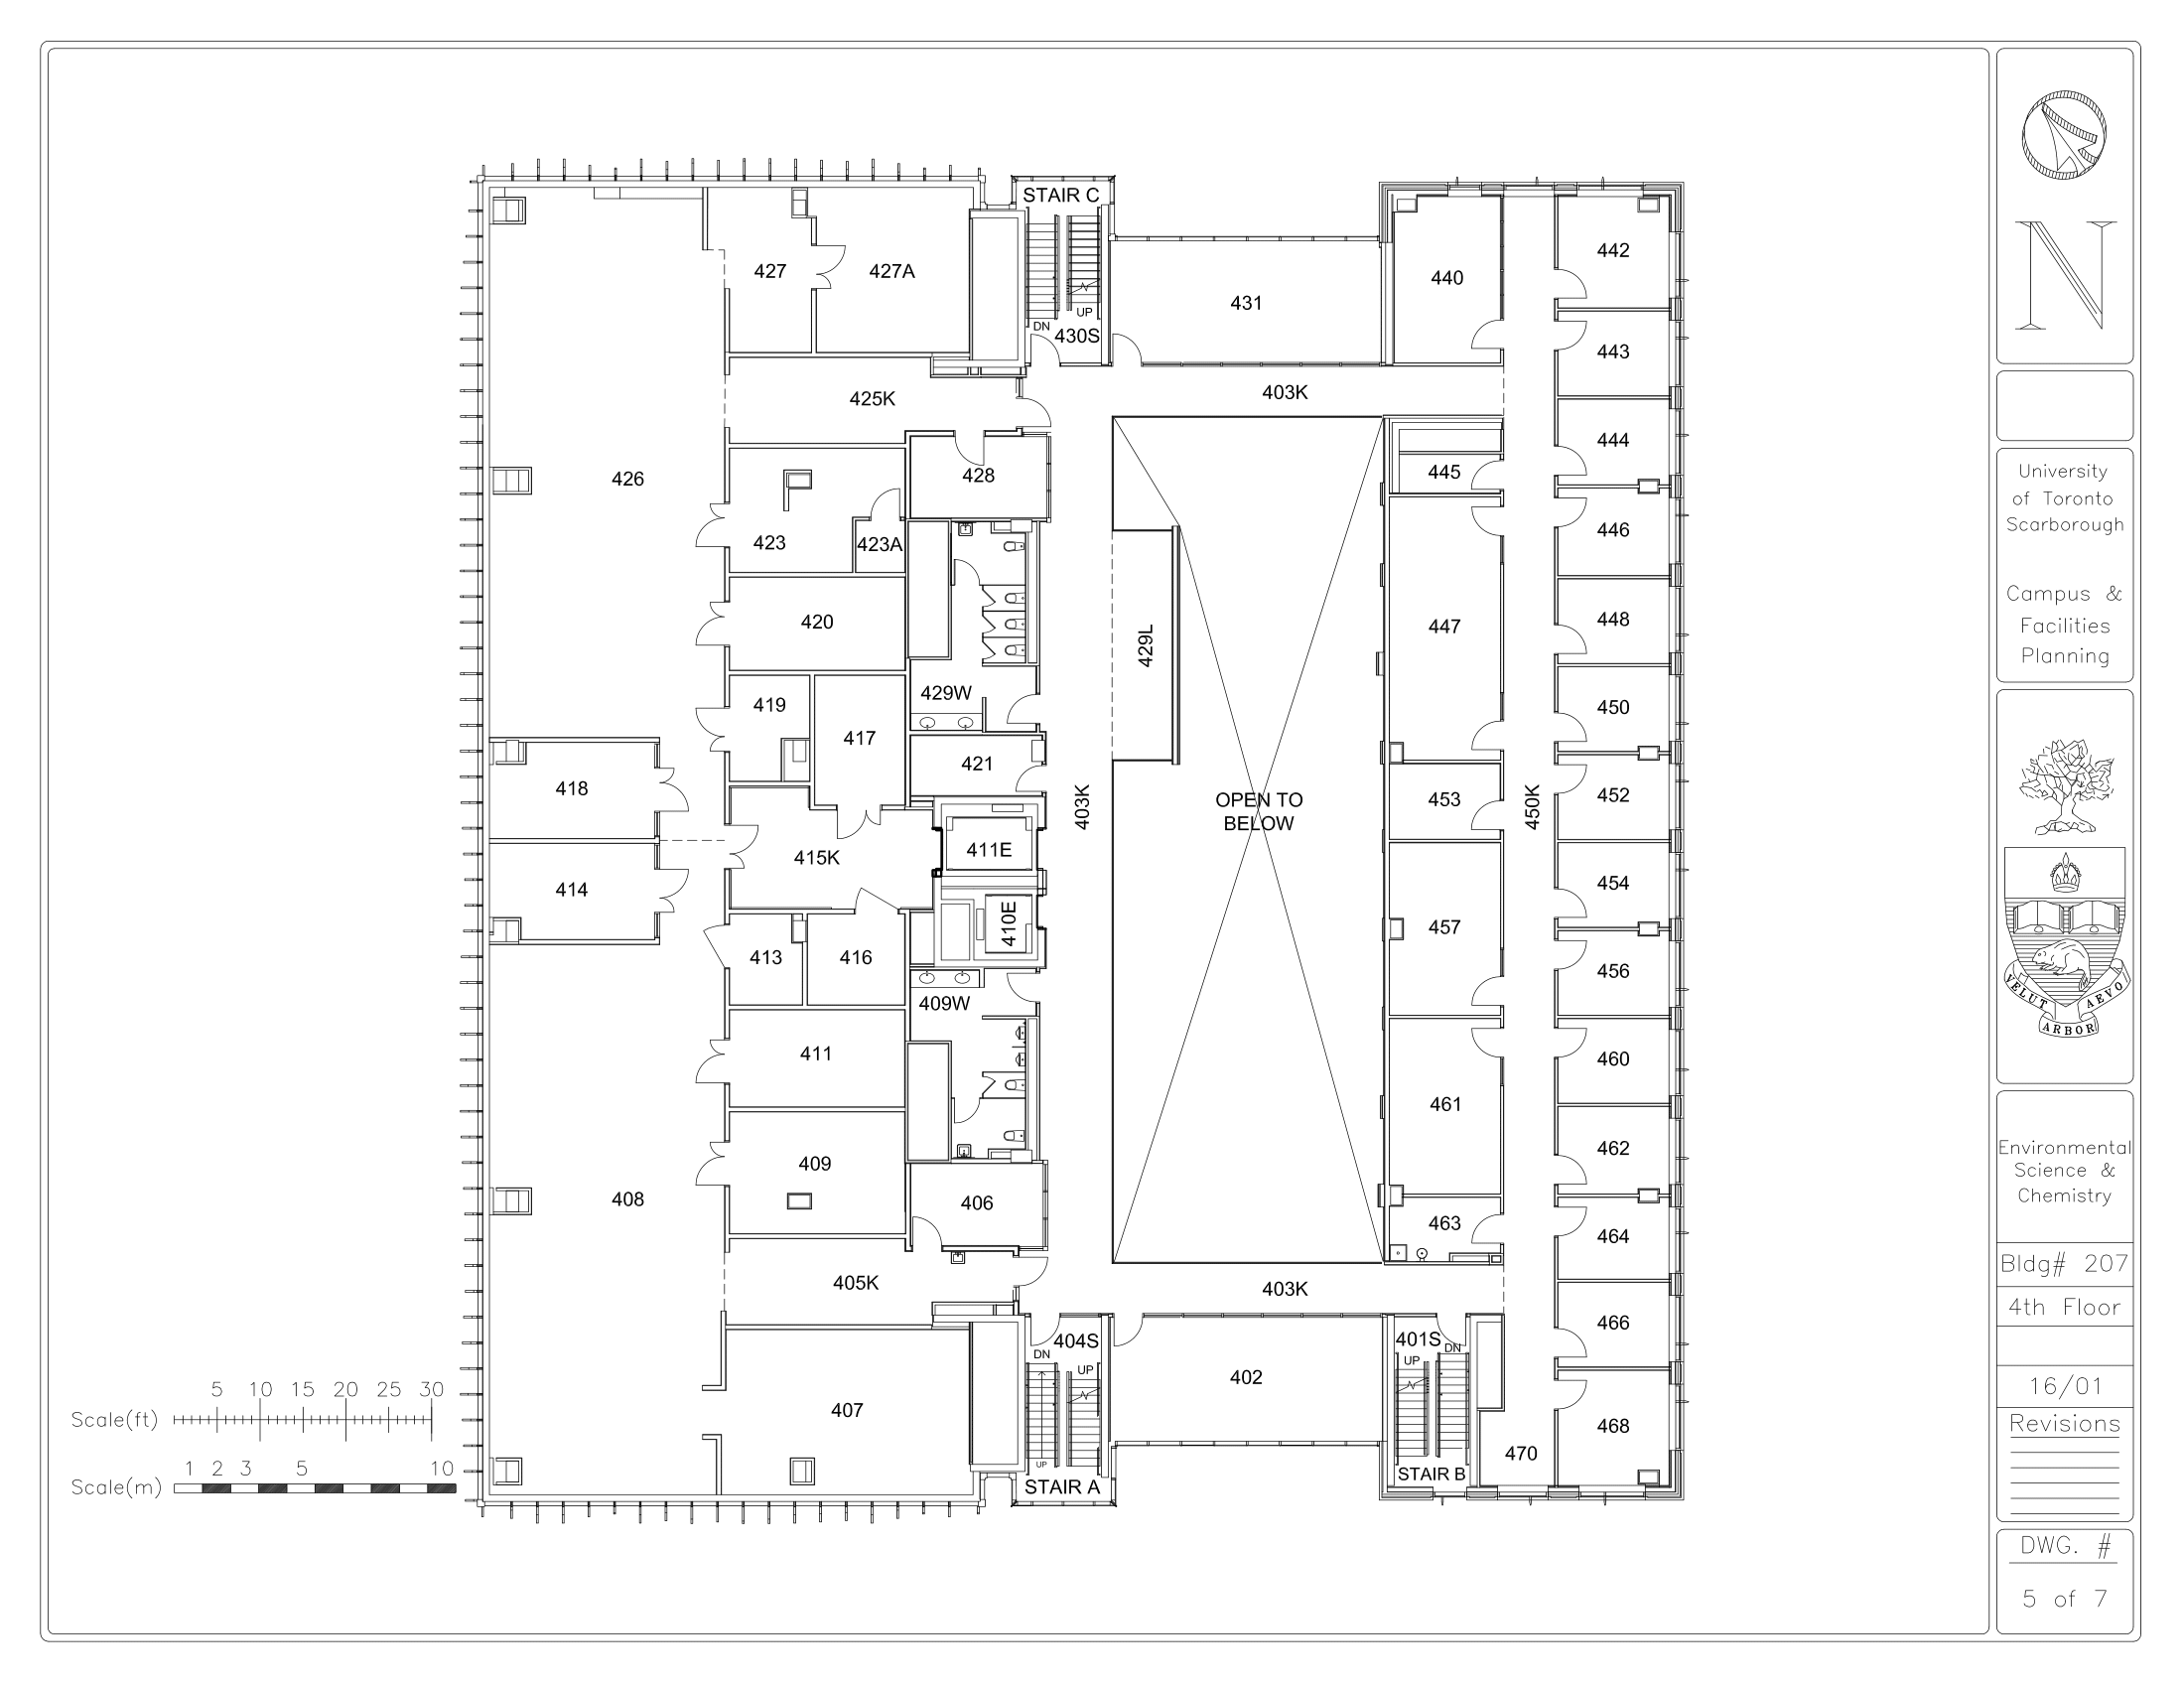 STAIR C
DN
UP
430S
427
427A
431
440
442
443
425K
403K
444
426
428
445
423
423A
446
420
447
448
429L
429W
419
417
450
421
418
453
452
403K
OPEN TO
BELOW
450K
415K
411E
414
454
410E
457
413
416
456
409W
411
460
461
409
462
408
406
463
464
405K
403K
404S
DN
UP
401S
UP
DN
466
402
407
468
470
UP
STAIR A
STAIR B
5 10 15 20 25 30
Scale(ft)
1 2 3 5 10
Scale(m)
N
University
of Toronto
Scarborough
Campus &
Facilities
Planning
VELUT
ARBOR
AEVO
Environmental
Science &
Chemistry
Bldg# 207
4th Floor
16/01
Revisions
DWG. #
5 of 7